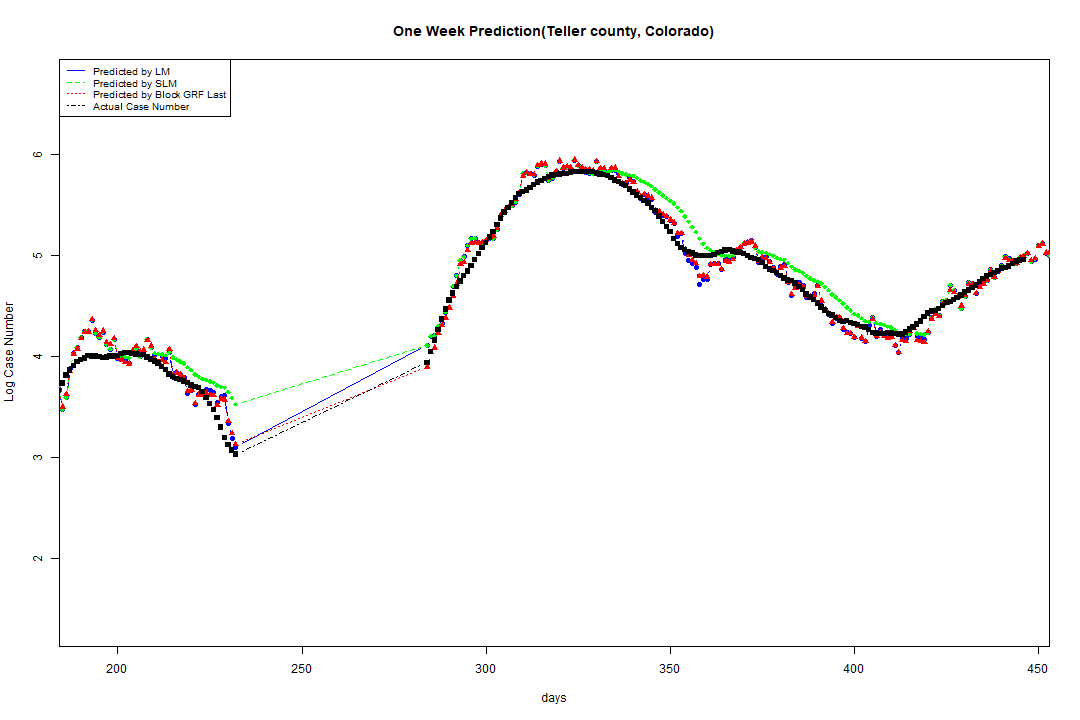 One Week Prediction(Teller county, Colorado)
Predicted by LM
Predicted by SLM
Predicted by Block GRF Last
Actual Case Number
6
5
4
3
2
Log Case Number
200 250 300 350 400 450
days